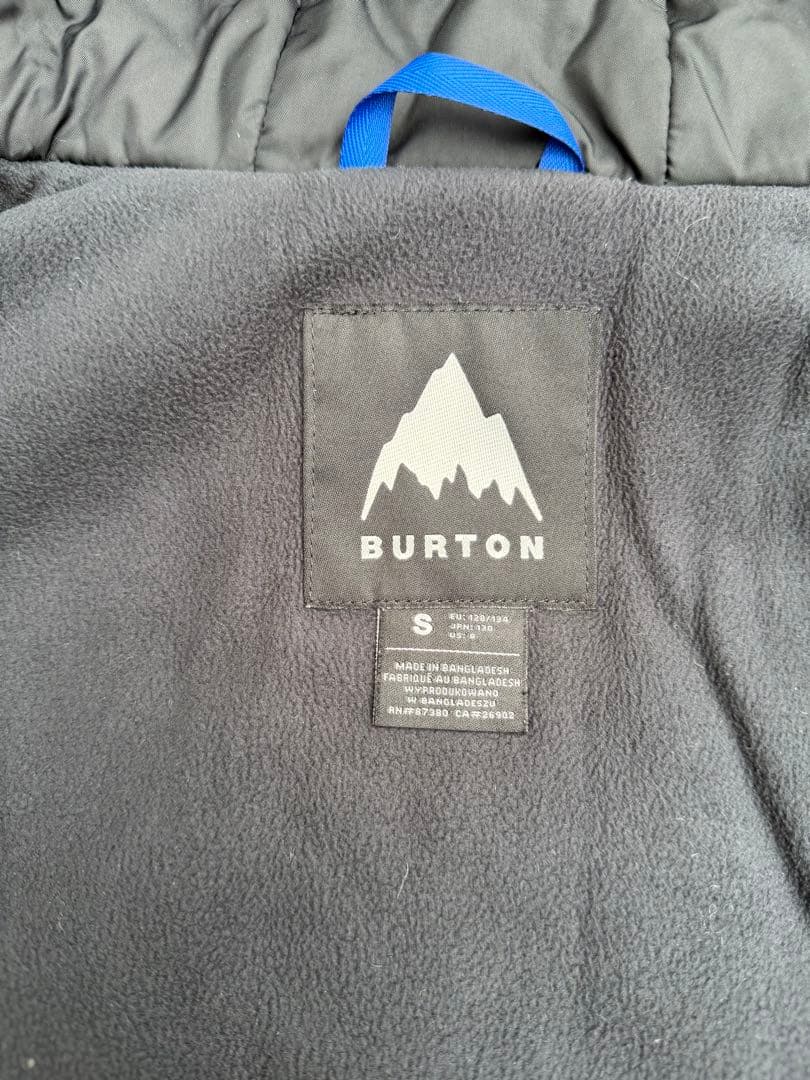 BURTON
S
EU: 128/134
JPN: 130
US: 8
MADE IN BANGLADESH
FABRIQUÉ AU BANGLADESH
WYPRODUKOWANO
W BANGLADESZU
RN#87380 CA#26902